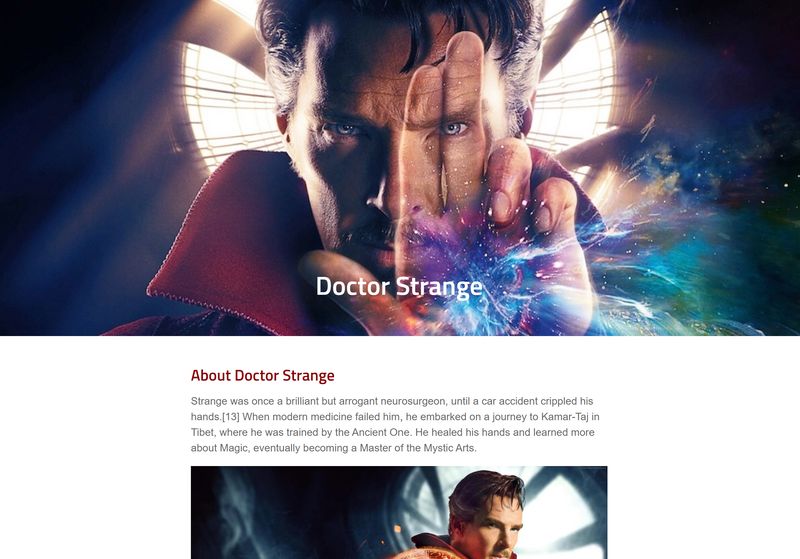 Doctor Strange
About Doctor Strange
Strange was once a brilliant but arrogant neurosurgeon, until a car accident crippled his
hands.[13] When modern medicine failed him, he embarked on a journey to Kamar-Taj in
Tibet, where he was trained by the Ancient One. He healed his hands and learned more
about Magic, eventually becoming a Master of the Mystic Arts.